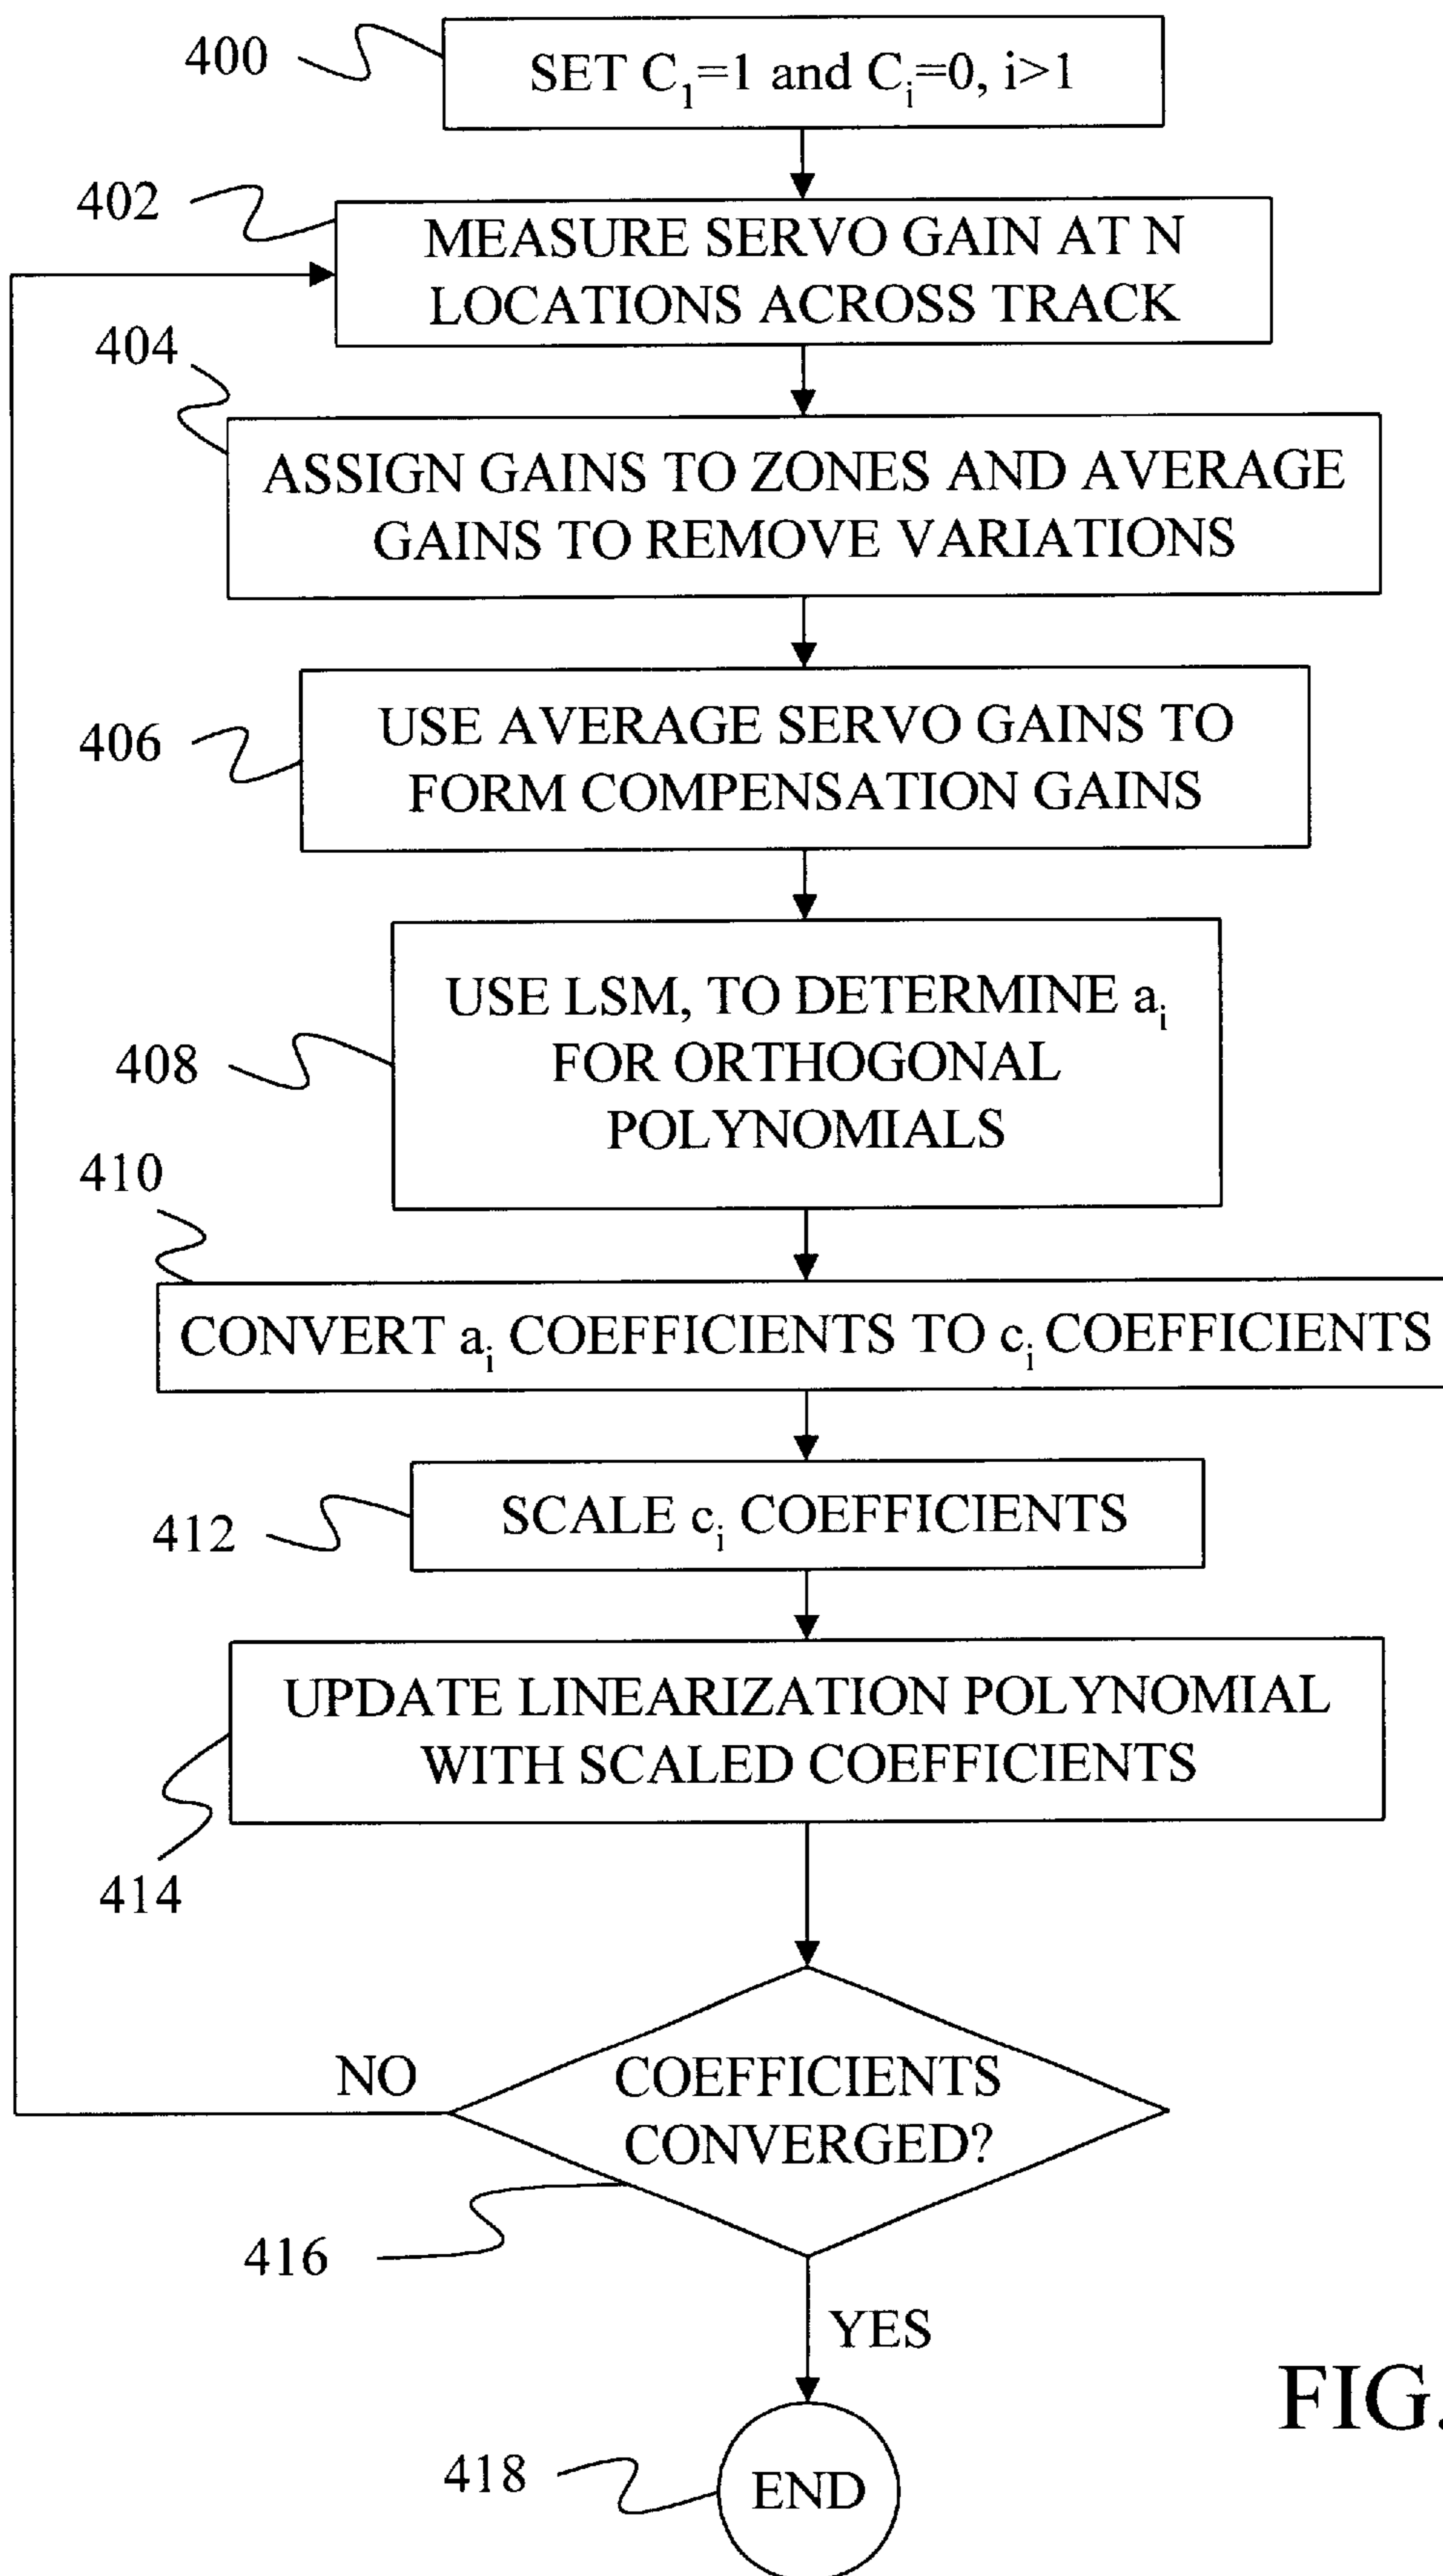 400
SET C₁=1 and Cᵢ=0, i>1
402
MEASURE SERVO GAIN AT N
LOCATIONS ACROSS TRACK
404
ASSIGN GAINS TO ZONES AND AVERAGE
GAINS TO REMOVE VARIATIONS
406
USE AVERAGE SERVO GAINS TO
FORM COMPENSATION GAINS
408
USE LSM, TO DETERMINE aᵢ
FOR ORTHOGONAL
POLYNOMIALS
410
CONVERT aᵢ COEFFICIENTS TO cᵢ COEFFICIENTS
412
SCALE cᵢ COEFFICIENTS
UPDATE LINEARIZATION POLYNOMIAL
WITH SCALED COEFFICIENTS
414
NO
COEFFICIENTS
CONVERGED?
416
YES
FIG.
418
END